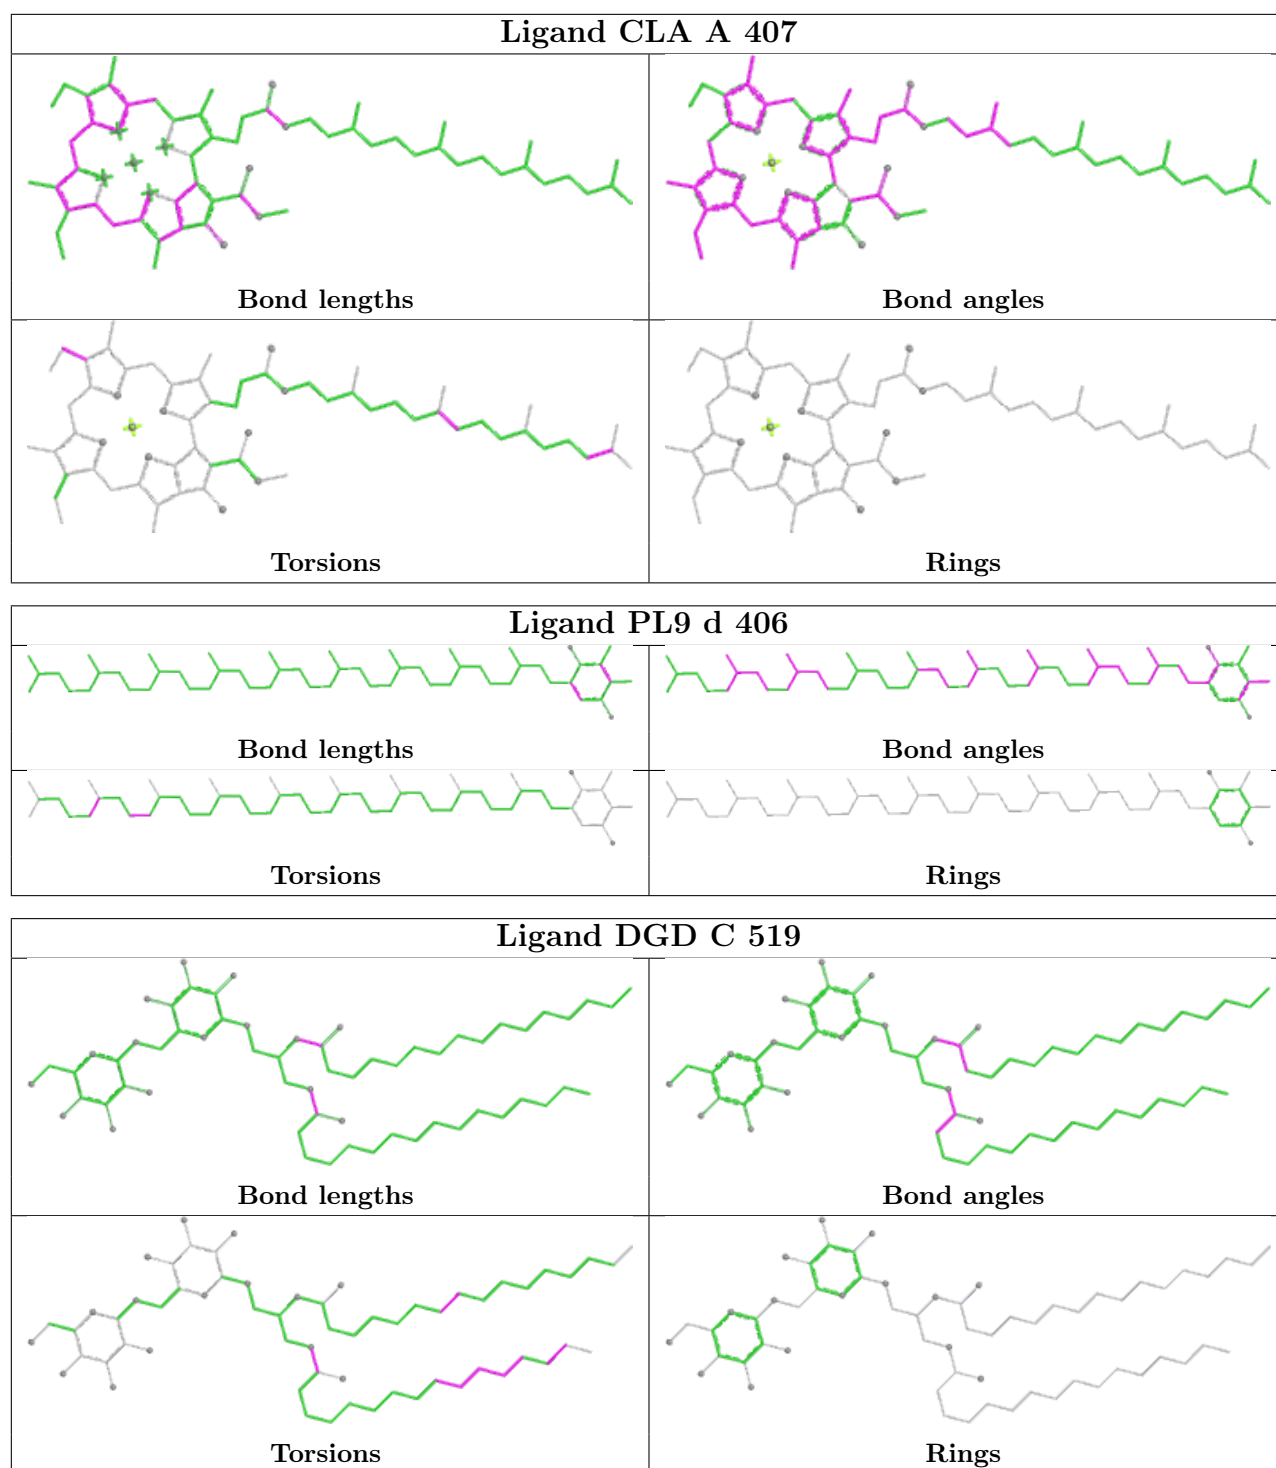 Ligand CLA A 407
Bond lengths
Bond angles
Torsions
Rings
Ligand PL9 d 406
Bond lengths
Bond angles
Torsions
Rings
Ligand DGD C 519
Bond lengths
Bond angles
Torsions
Rings